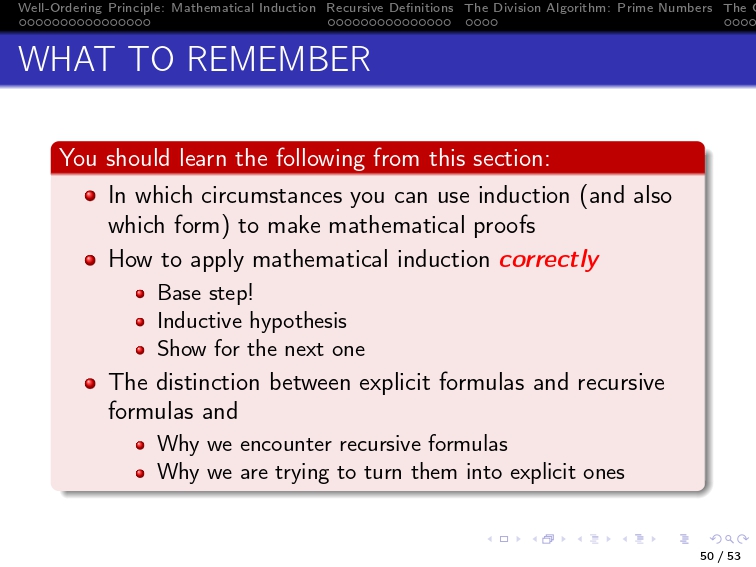 Well-Ordering Principle: Mathematical Induction Recursive Definitions The Division Algorithm: Prime Numbers The
WHAT TO REMEMBER
You should learn the following from this section:
In which circumstances you can use induction (and also
which form) to make mathematical proofs
How to apply mathematical induction correctly
Base step!
Inductive hypothesis
Show for the next one
The distinction between explicit formulas and recursive
formulas and
Why we encounter recursive formulas
Why we are trying to turn them into explicit ones
50 / 53